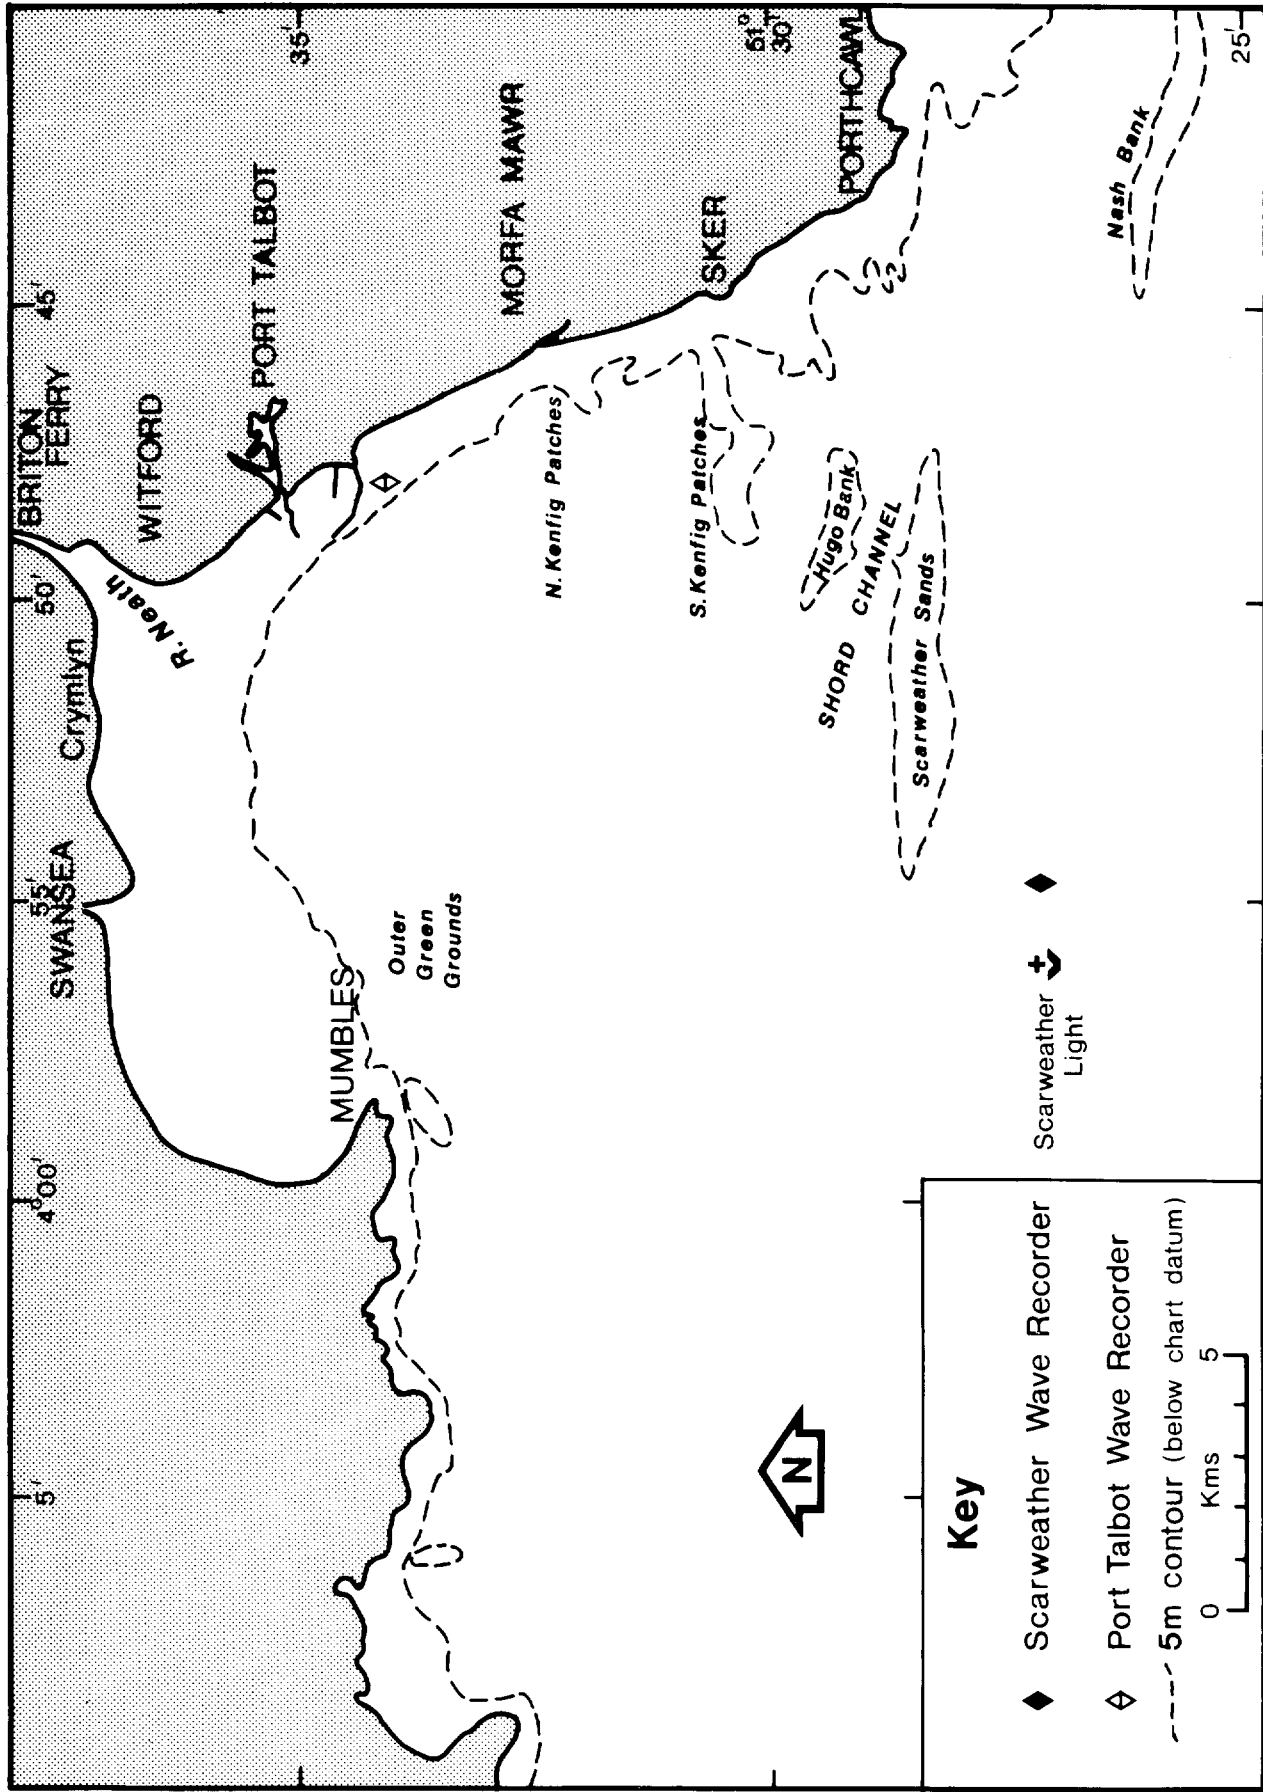 BRITON
FERRY
WITFORD
PORT TALBOT
MORFA MAWR
SKER
PORTHCAWL
SWANSEA
Crymlyn
R. Neath
MUMBLES
Outer
Green
Grounds
N. Kenfig Patches
S. Kenfig Patches
Hugo Bank
SHORD CHANNEL
Scarweather Sands
Nash Bank
Scarweather
Light
5'
4°00'
55'
50'
45'
35'
51°
30'
25'
N
Key
Scarweather Wave Recorder
Port Talbot Wave Recorder
5m contour (below chart datum)
0 Kms 5